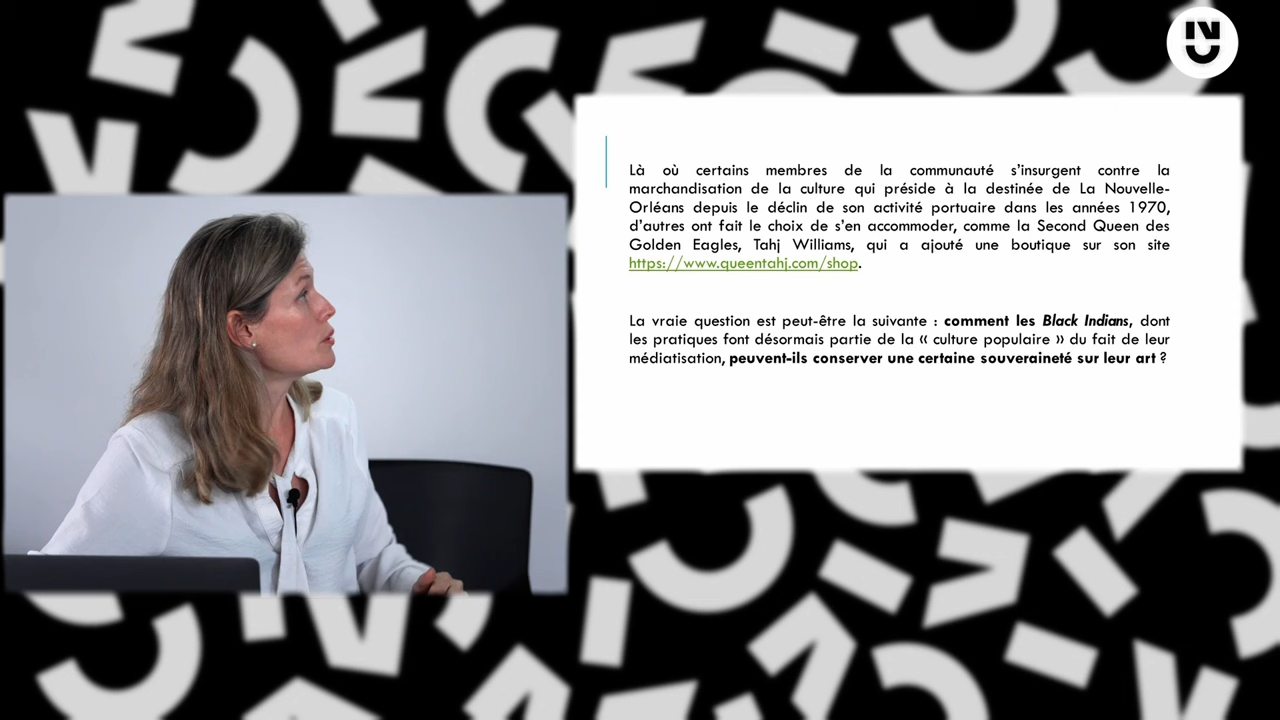 INU
Là où certains membres de la communauté s'insurgent contre la
marchandisation de la culture qui préside à la destinée de La Nouvelle-
Orléans depuis le déclin de son activité portuaire dans les années 1970,
d'autres ont fait le choix de s'en accommoder, comme la Second Queen des
Golden Eagles, Tahj Williams, qui a ajouté une boutique sur son site
https://www.queentahj.com/shop.
La vraie question est peut-être la suivante : comment les Black Indians, dont
les pratiques font désormais partie de la « culture populaire » du fait de leur
médiatisation, peuvent-ils conserver une certaine souveraineté sur leur art ?